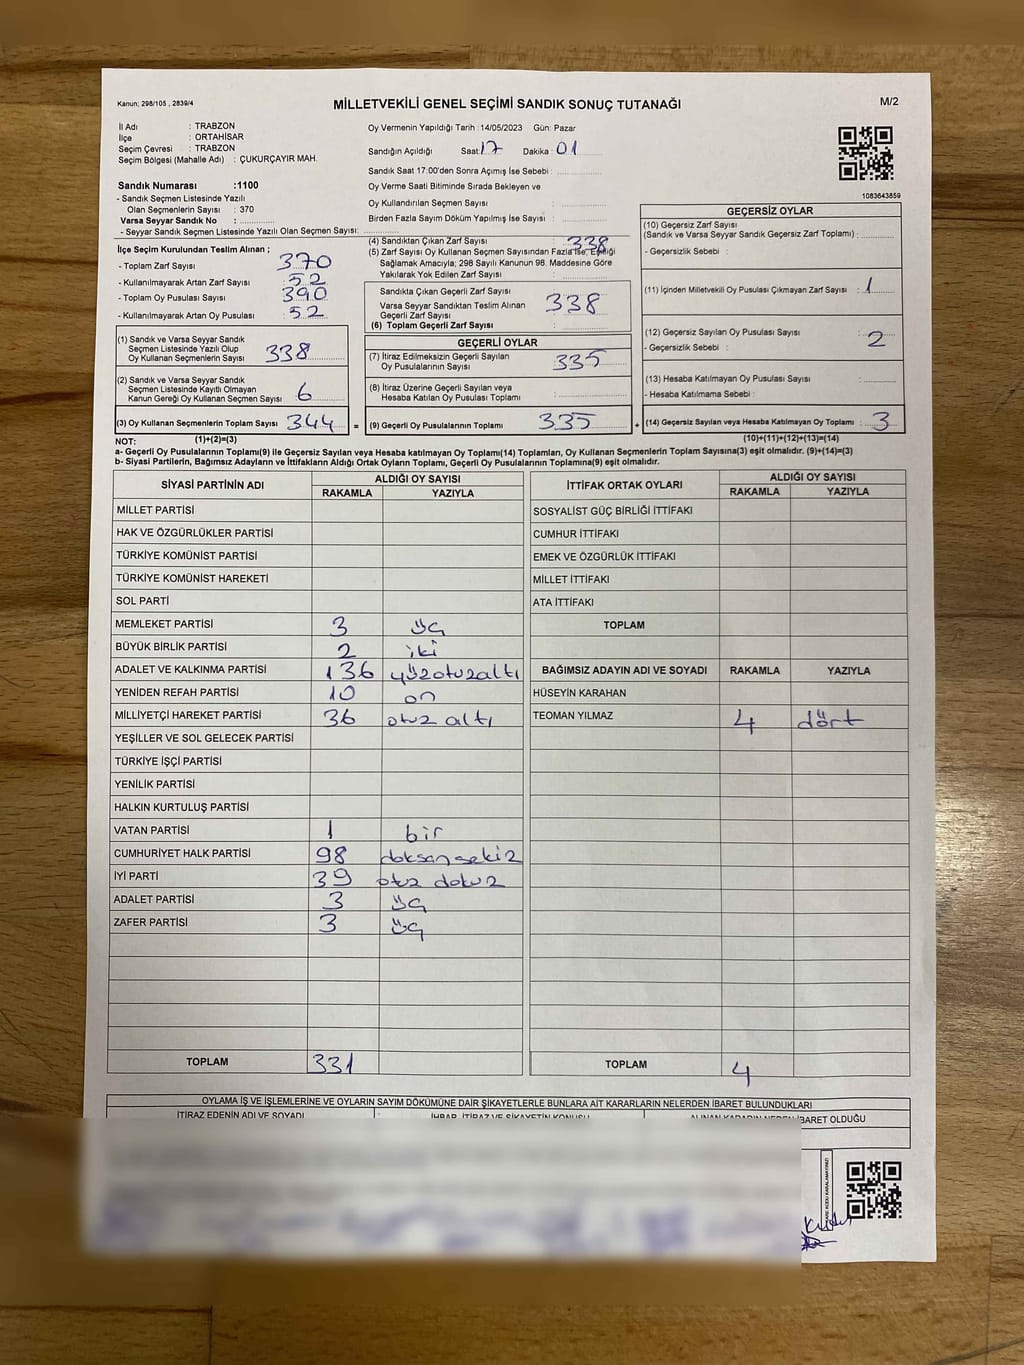 Kanun; 298/105 , 2839/4
MİLLETVEKİLİ GENEL SEÇİMİ SANDIK SONUÇ TUTANAĞI
M/2
İl Adı : TRABZON
İlçe : ORTAHİSAR
Seçim Çevresi : TRABZON
Seçim Bölgesi (Mahalle Adı) : ÇUKURÇAYIR MAH.
Sandık Numarası :1100
- Sandık Seçmen Listesinde Yazılı
Olan Seçmenlerin Sayısı : 370
Varsa Seyyar Sandık No :
- Seyyar Sandık Seçmen Listesinde Yazılı Olan Seçmen Sayısı:
Oy Vermenin Yapıldığı Tarih :14/05/2023 Gün: Pazar
Sandığın Açıldığı Saat: 17 Dakika : 01
Sandık Saat 17:00'den Sonra Açımış İse Sebebi :
Oy Verme Saati Bitiminde Sırada Bekleyen ve
Oy Kullandırılan Seçmen Sayısı :
Birden Fazla Sayım Döküm Yapılmış İse Sayısı :
1083643859
İlçe Seçim Kurulundan Teslim Alınan ;
- Toplam Zarf Sayısı : 370
- Kullanılmayarak Artan Zarf Sayısı : 52
- Toplam Oy Pusulası Sayısı : 390
- Kullanılmayarak Artan Oy Pusulası : 52
(4) Sandıktan Çıkan Zarf Sayısı : 338
(5) Zarf Sayısı Oy Kullanan Seçmen Sayısından Fazla İse, Eşitliği
Sağlamak Amacıyla; 298 Sayılı Kanunun 98. Maddesine Göre
Yakılarak Yok Edilen Zarf Sayısı :
Sandıkta Çıkan Geçerli Zarf Sayısı
Varsa Seyyar Sandıktan Teslim Alınan
Geçerli Zarf Sayısı 338
(6) Toplam Geçerli Zarf Sayısı :
GEÇERSİZ OYLAR
(10) Geçersiz Zarf Sayısı
(Sandık ve Varsa Seyyar Sandık Geçersiz Zarf Toplamı) :
- Geçersizlik Sebebi :
(11) İçinden Milletvekili Oy Pusulası Çıkmayan Zarf Sayısı : 1
(12) Geçersiz Sayılan Oy Pusulası Sayısı : 2
- Geçersizlik Sebebi :
(13) Hesaba Katılmayan Oy Pusulası Sayısı :
- Hesaba Katılmama Sebebi :
(14) Geçersiz Sayılan veya Hesaba Katılmayan Oy Toplamı : 3
(1) Sandık ve Varsa Seyyar Sandık
Seçmen Listesinde Yazılı Olup
Oy Kullanan Seçmenlerin Sayısı : 338
(2) Sandık ve Varsa Seyyar Sandık
Seçmen Listesinde Kayıtlı Olmayan
Kanun Gereği Oy Kullanan Seçmen Sayısı : 6
(3) Oy Kullanan Seçmenlerin Toplam Sayısı : 344 =
GEÇERLİ OYLAR
(7) İtiraz Edilmeksizin Geçerli Sayılan
Oy Pusulalarının Sayısı : 335
(8) İtiraz Üzerine Geçerli Sayılan veya
Hesaba Katılan Oy Pusulası Toplamı :
(9) Geçerli Oy Pusulalarının Toplamı : 335 +
NOT: (1)+(2)=(3) (10)+(11)+(12)+(13)=(14)
a- Geçerli Oy Pusulalarının Toplamı(9) ile Geçersiz Sayılan veya Hesaba Katılmayan oy Toplamı(14) Toplamları, Oy Kullanan Seçmenlerin Toplam Sayısına(3) eşit olmalıdır. (9)+(14)=(3)
b- Siyasi Partilerin, Bağımsız Adayların ve İttifakların Aldığı Ortak Oyların Toplamı, Geçerli Oy Pusulalarının Toplamına(9) eşit olmalıdır.
SİYASİ PARTİNİN ADI ALDIĞI OY SAYISI
RAKAMLA YAZIYLA
MİLLET PARTİSİ
HAK VE ÖZGÜRLÜKLER PARTİSİ
TÜRKİYE KOMÜNİST PARTİSİ
TÜRKİYE KOMÜNİST HAREKETİ
SOL PARTİ
MEMLEKET PARTİSİ 3 üç
BÜYÜK BİRLİK PARTİSİ 2 iki
ADALET VE KALKINMA PARTİSİ 136 yüzotuzaltı
YENİDEN REFAH PARTİSİ 10 on
MİLLİYETÇİ HAREKET PARTİSİ 36 otuz altı
YEŞİLLER VE SOL GELECEK PARTİSİ
TÜRKİYE İŞÇİ PARTİSİ
YENİLİK PARTİSİ
HALKIN KURTULUŞ PARTİSİ
VATAN PARTİSİ 1 bir
CUMHURİYET HALK PARTİSİ 98 doksan sekiz
İYİ PARTİ 39 otuz dokuz
ADALET PARTİSİ 3 üç
ZAFER PARTİSİ 3 üç
TOPLAM 331
İTTİFAK ORTAK OYLARI ALDIĞI OY SAYISI
RAKAMLA YAZIYLA
SOSYALİST GÜÇ BİRLİĞİ İTTİFAKI
CUMHUR İTTİFAKI
EMEK VE ÖZGÜRLÜK İTTİFAKI
MİLLET İTTİFAKI
ATA İTTİFAKI
TOPLAM
BAĞIMSIZ ADAYIN ADI VE SOYADI RAKAMLA YAZIYLA
HÜSEYİN KARAHAN
TEOMAN YILMAZ 4 dört
TOPLAM 4
OYLAMA İŞ VE İŞLEMLERİNE VE OYLARIN SAYIM DÖKÜMÜNE DAİR ŞİKAYETLERLE BUNLARA AİT KARARLARIN NELERDEN İBARET BULUNDUKLARI
İTİRAZ EDENİN ADI VE SOYADI İHBAR, İTİRAZ VE ŞİKAYETİN KONUSU ALINAN KARARIN NEDEN İBARET OLDUĞU